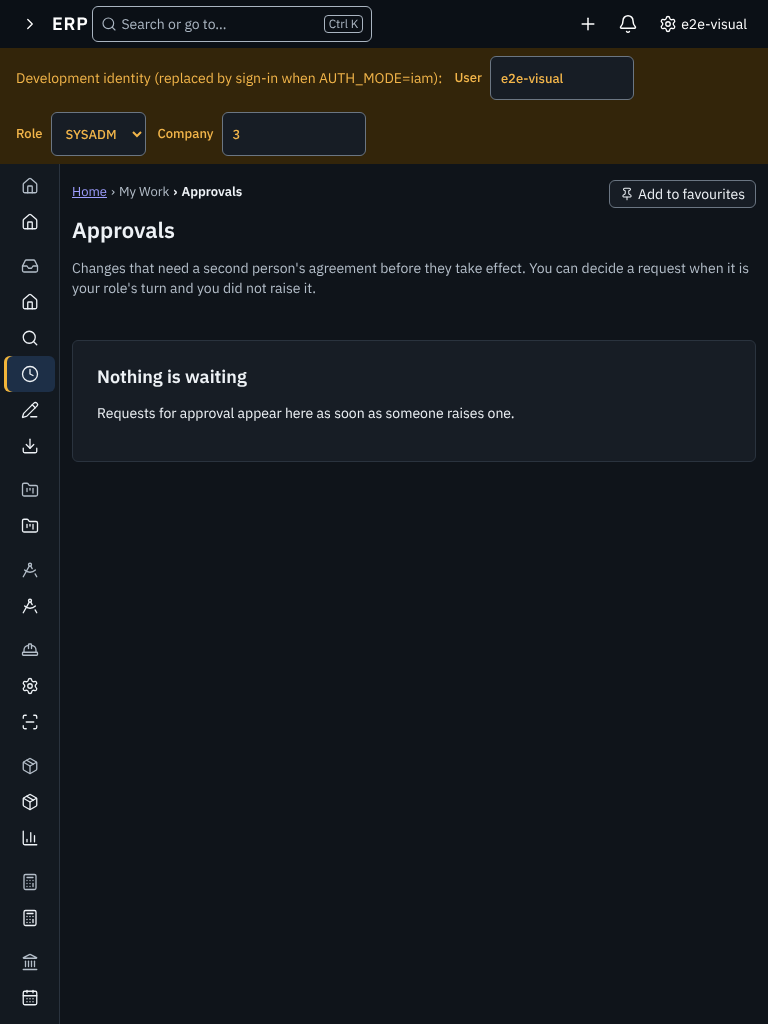 ERP
Search or go to...
Ctrl K
e2e-visual
Development identity (replaced by sign-in when AUTH_MODE=iam): User e2e-visual
Role SYSADM Company 3
Home › My Work › Approvals
Add to favourites
Approvals
Changes that need a second person's agreement before they take effect. You can decide a request when it is
your role's turn and you did not raise it.
Nothing is waiting
Requests for approval appear here as soon as someone raises one.